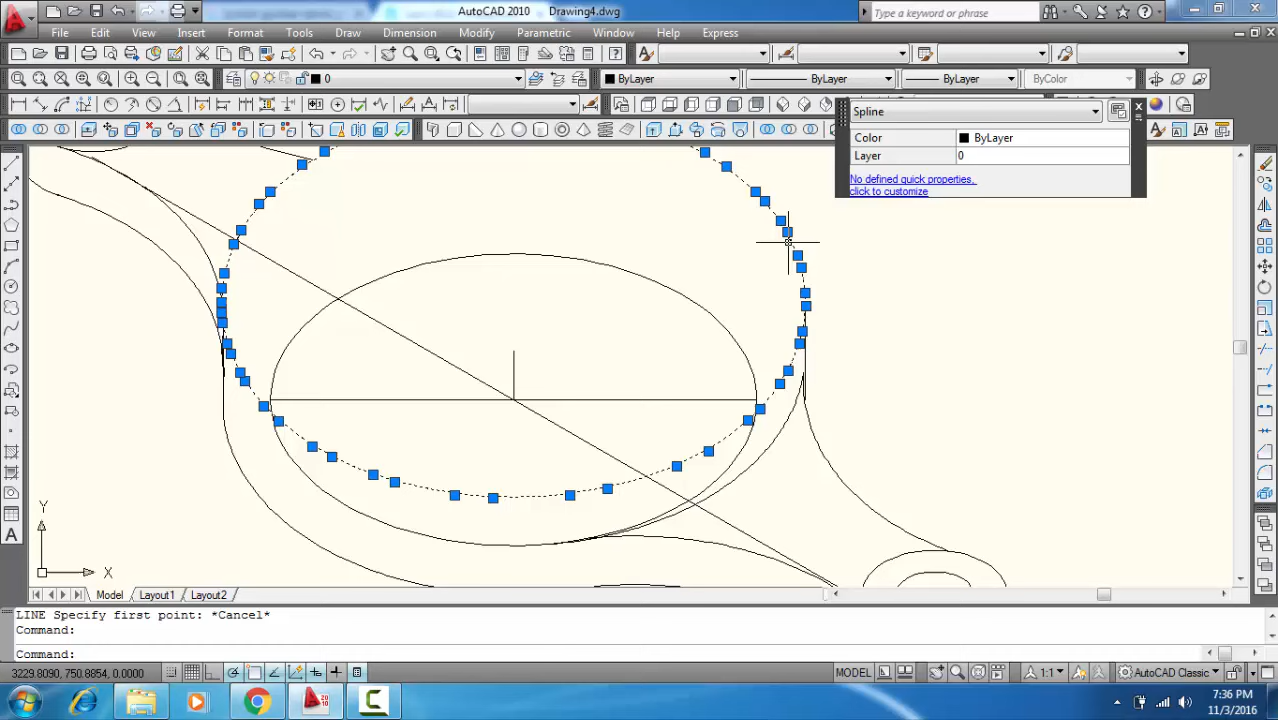 AutoCAD 2010 Drawing4.dwg
Type a keyword or phrase
File Edit View Insert Format Tools Draw Dimension Modify Parametric Window Help Express
0 ByLayer ByLayer ByLayer ByColor
Spline
Color ByLayer
Layer 0
No defined quick properties,
click to customize
Y
X
A
Model Layout1 Layout2
LINE Specify first point: *Cancel*
Command:
Command:
3229.8090, 750.8854, 0.0000 MODEL 1:1 AutoCAD Classic
7:36 PM
11/3/2016